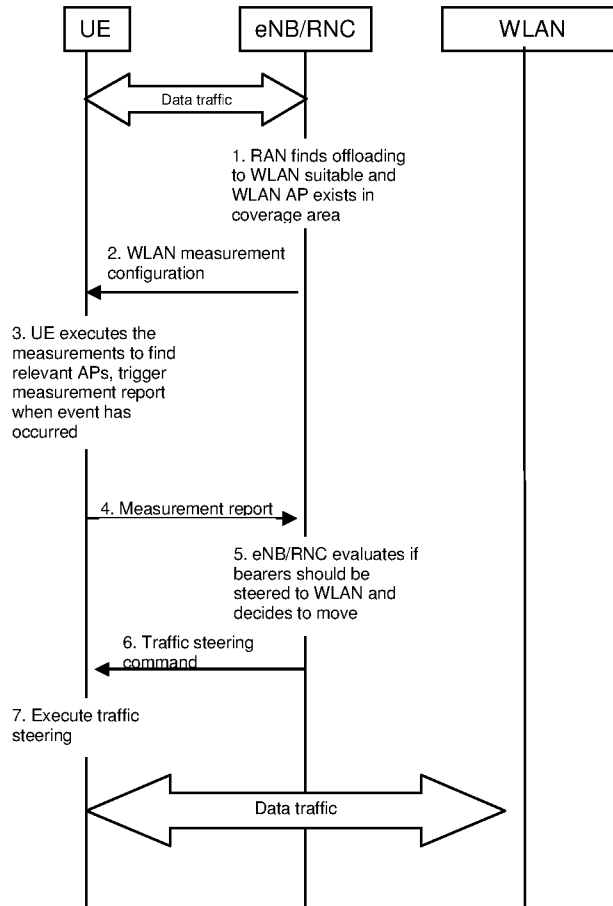 UE
eNB/RNC
WLAN
Data traffic
1. RAN finds offloading
to WLAN suitable and
WLAN AP exists in
coverage area
2. WLAN measurement
configuration
3. UE executes the
measurements to find
relevant APs, trigger
measurement report
when event has
occurred
4. Measurement report
5. eNB/RNC evaluates if
bearers should be
steered to WLAN and
decides to move
6. Traffic steering
command
7. Execute traffic
steering
Data traffic